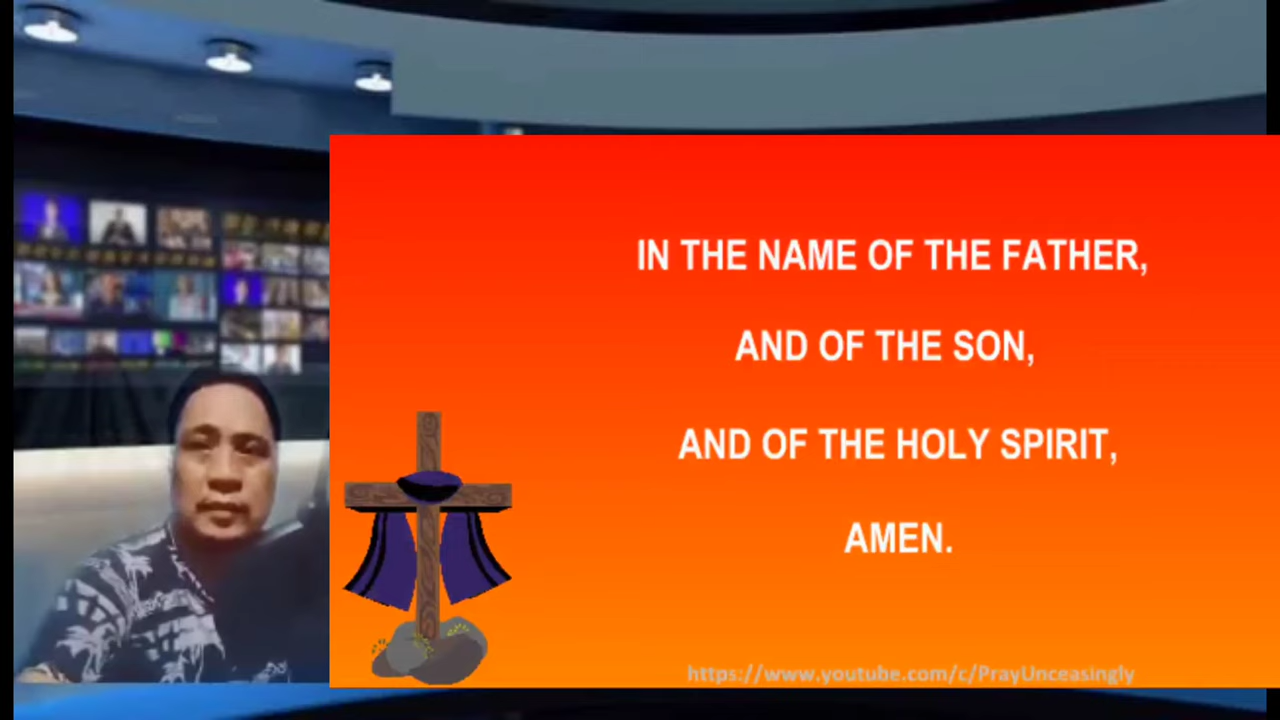 IN THE NAME OF THE FATHER,
AND OF THE SON,
AND OF THE HOLY SPIRIT,
AMEN.
https://www.youtube.com/c/PrayUnceasingly